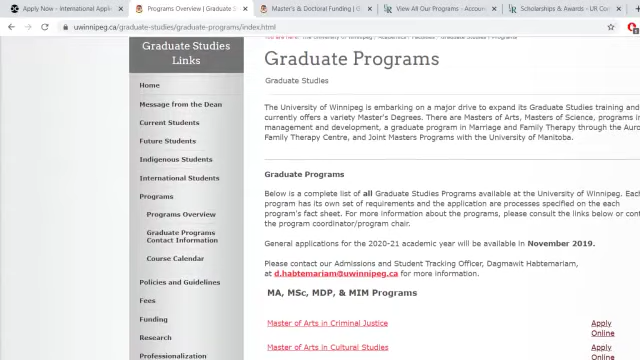 Apply Now - International Appli
Programs Overview | Graduate S
Master's & Doctoral Funding | G
View All Our Programs - Accoun
Scholarships & Awards - UR Co
uwinnipeg.ca/graduate-studies/graduate-programs/index.html
Graduate Studies
Links
Home
Message from the Dean
Current Students
Future Students
Indigenous Students
International Students
Programs
Programs Overview
Graduate Programs
Contact Information
Course Calendar
Policies and Guidelines
Fees
Funding
Research
Professionalization
Graduate Programs
Graduate Studies
The University of Winnipeg is embarking on a major drive to expand its Graduate Studies training and
currently offers a variety Master's Degrees. There are Masters of Arts, Masters of Science, programs in
management and development, a graduate program in Marriage and Family Therapy through the Auro
Family Therapy Centre, and Joint Masters Programs with the University of Manitoba.
Graduate Programs
Below is a complete list of all Graduate Studies Programs available at the University of Winnipeg. Each
program has its own set of requirements and the application are processes specified on the each
program's fact sheet. For more information about the programs, please consult the links below or cont
the program coordinator/program chair.
General applications for the 2020-21 academic year will be available in November 2019.
Please contact our Admissions and Student Tracking Officer, Dagmawit Habtemariam,
at d.habtemariam@uwinnipeg.ca for more information.
MA, MSc, MDP, & MIM Programs
Master of Arts in Criminal Justice
Apply
Online
Master of Arts in Cultural Studies
Apply
Online